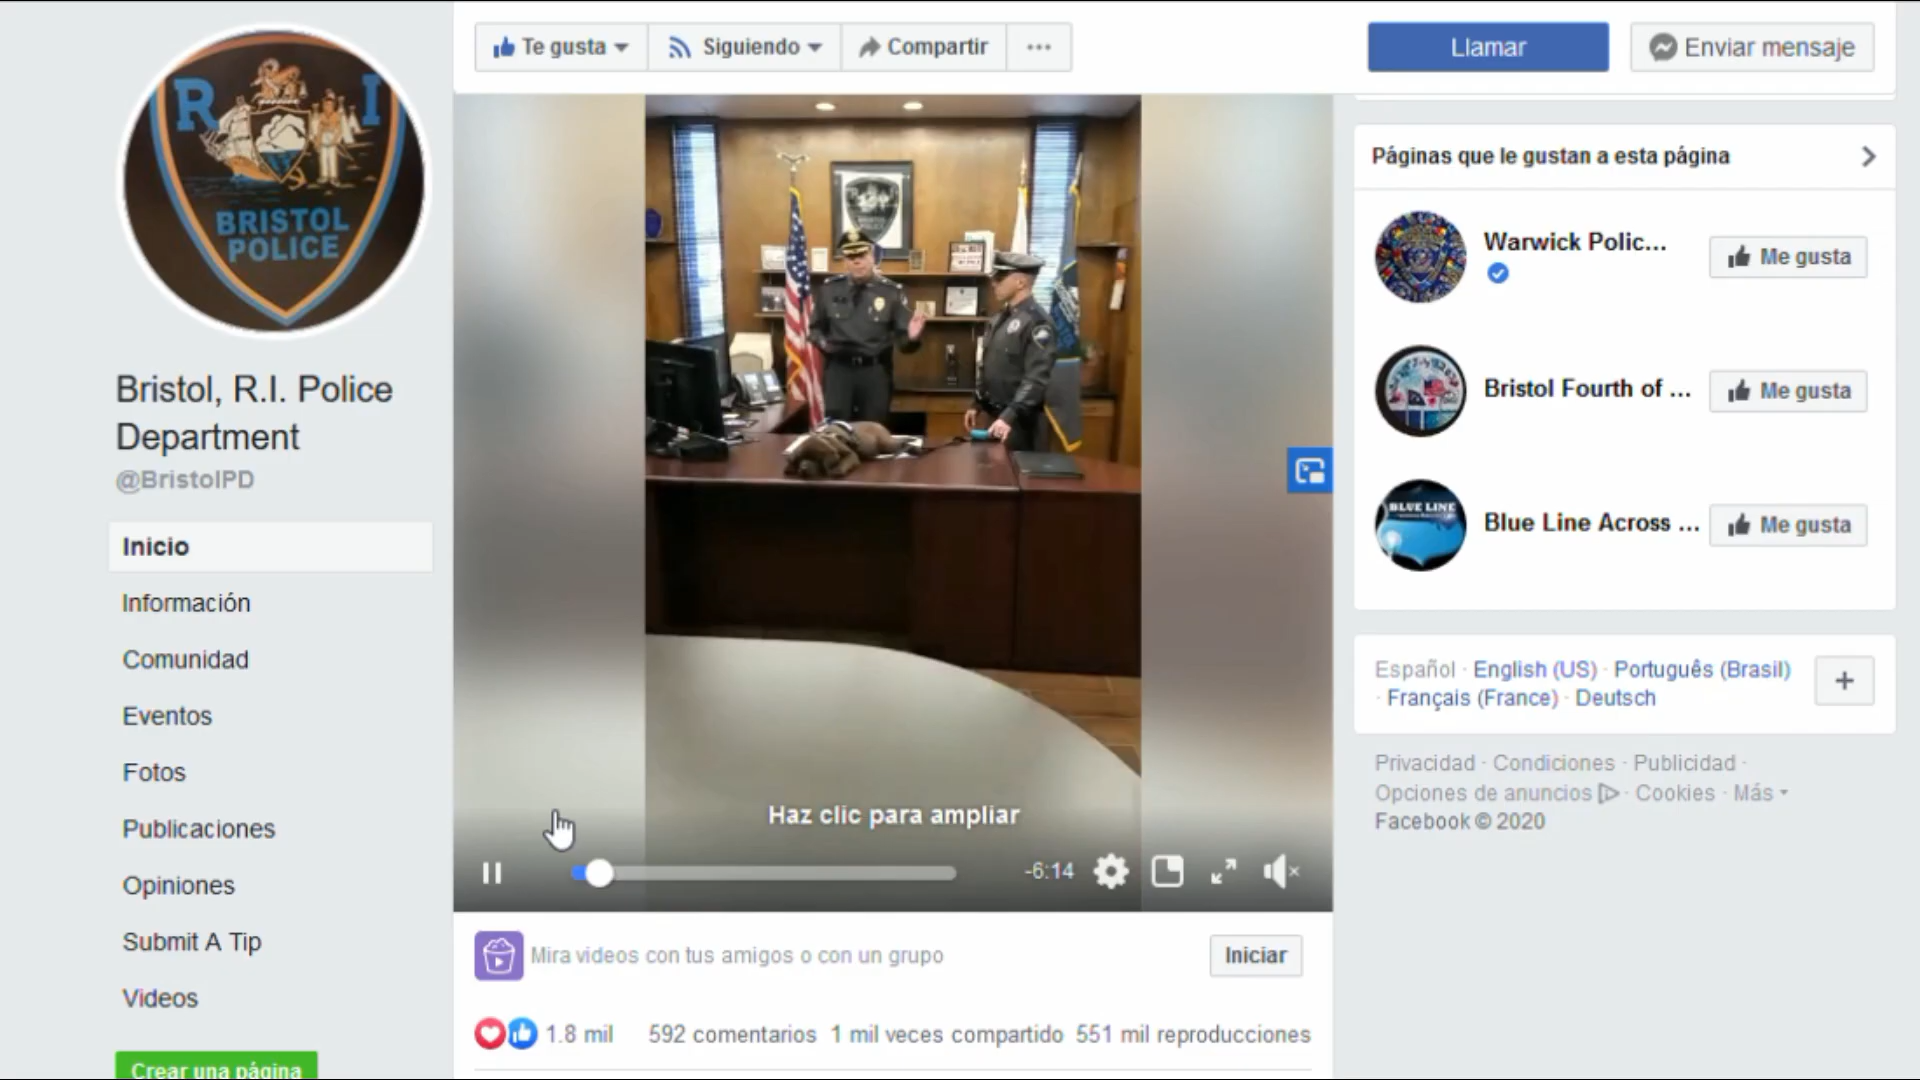 R I
BRISTOL
POLICE
Bristol, R.I. Police
Department
@BristolPD
Inicio
Información
Comunidad
Eventos
Fotos
Publicaciones
Opiniones
Submit A Tip
Videos
Crear una página
Te gusta
Siguiendo
Compartir
Llamar
Enviar mensaje
Haz clic para ampliar
-6:14
Mira videos con tus amigos o con un grupo
Iniciar
1.8 mil
592 comentarios 1 mil veces compartido 551 mil reproducciones
Páginas que le gustan a esta página
Warwick Polic...
Me gusta
Bristol Fourth of ...
Me gusta
BLUE LINE
Blue Line Across ...
Me gusta
Español · English (US) · Português (Brasil)
· Français (France) · Deutsch
Privacidad · Condiciones · Publicidad ·
Opciones de anuncios · Cookies · Más
Facebook © 2020